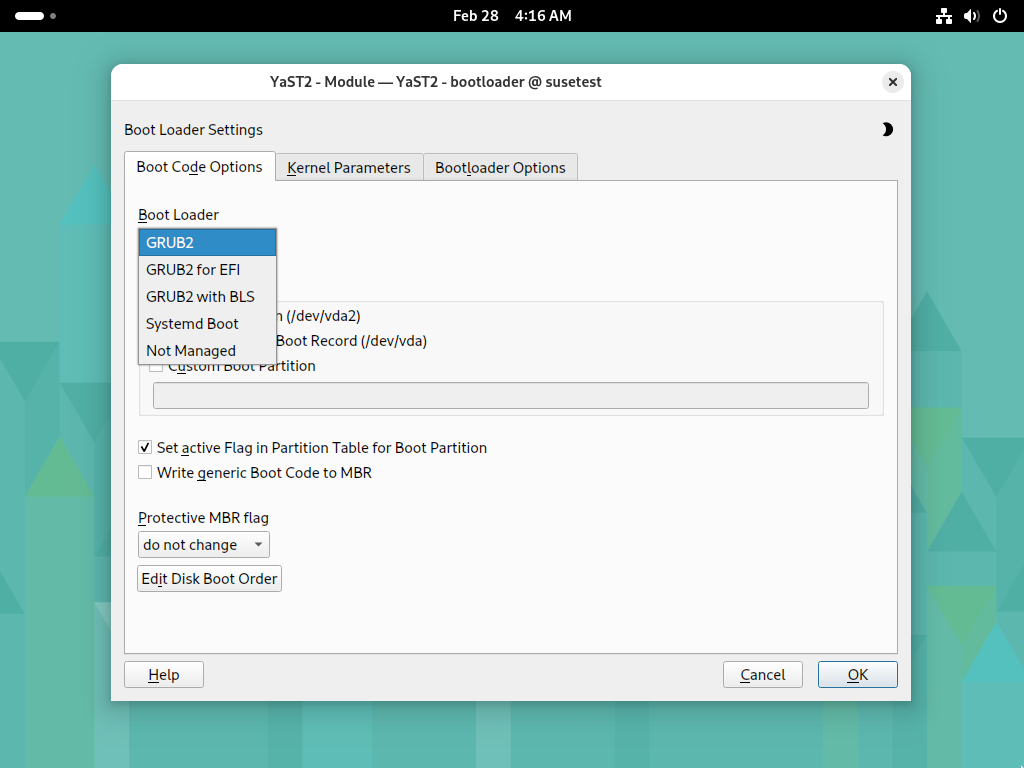 Feb 28 4:16 AM
YaST2 - Module — YaST2 - bootloader @ susetest
Boot Loader Settings
Boot Code Options
Kernel Parameters
Bootloader Options
Boot Loader
GRUB2
GRUB2 for EFI
GRUB2 with BLS
Systemd Boot
Not Managed
(/dev/vda2)
Boot Record (/dev/vda)
Custom Boot Partition
Set active Flag in Partition Table for Boot Partition
Write generic Boot Code to MBR
Protective MBR flag
do not change
Edit Disk Boot Order
Help
Cancel
OK